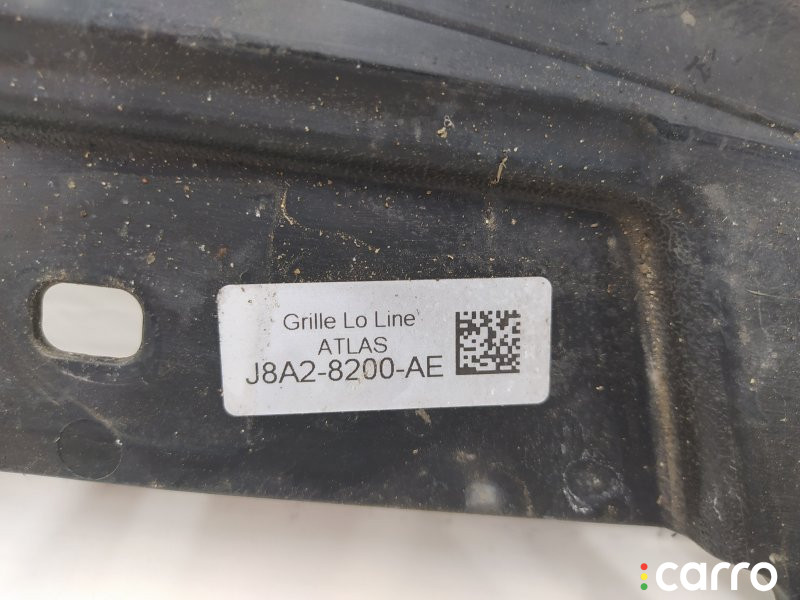 Grille Lo Line
ATLAS
J8A2-8200-AE
carro